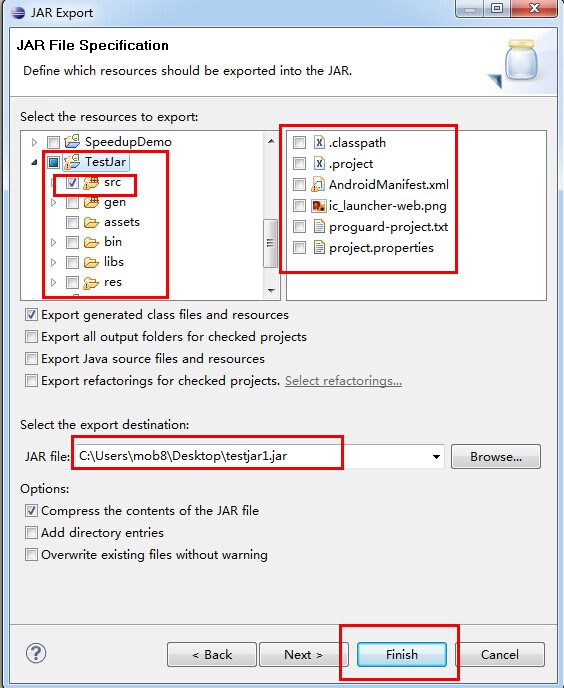 JAR Export
JAR File Specification
Define which resources should be exported into the JAR.
Select the resources to export:
SpeedupDemo
TestJar
src
gen
assets
bin
libs
res
.classpath
.project
AndroidManifest.xml
ic_launcher-web.png
proguard-project.txt
project.properties
Export generated class files and resources
Export all output folders for checked projects
Export Java source files and resources
Export refactorings for checked projects. Select refactorings...
Select the export destination:
JAR file: C:\Users\mob8\Desktop\testjar1.jar Browse...
Options:
Compress the contents of the JAR file
Add directory entries
Overwrite existing files without warning
? < Back Next > Finish Cancel